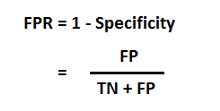 FPR = 1 - Specificity
= FP
TN + FP